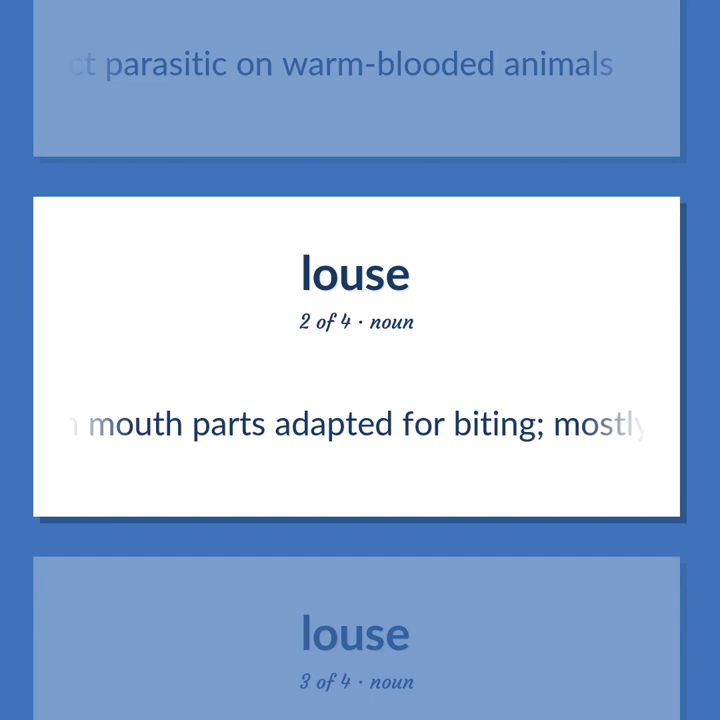 parasitic on warm-blooded animals
louse
2 of 4 · noun
mouth parts adapted for biting; mostly
louse
3 of 4 · noun